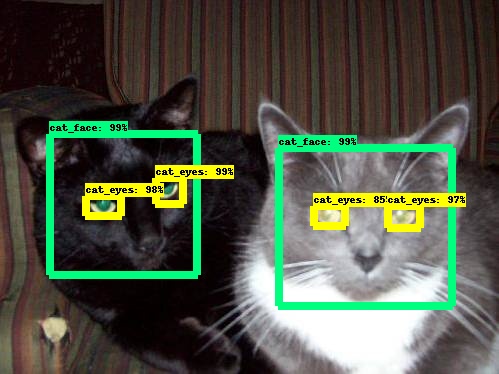 cat_face: 99%
cat_face: 99%
cat_eyes: 99%
cat_eyes: 98%
cat_eyes: 85
cat_eyes: 97%